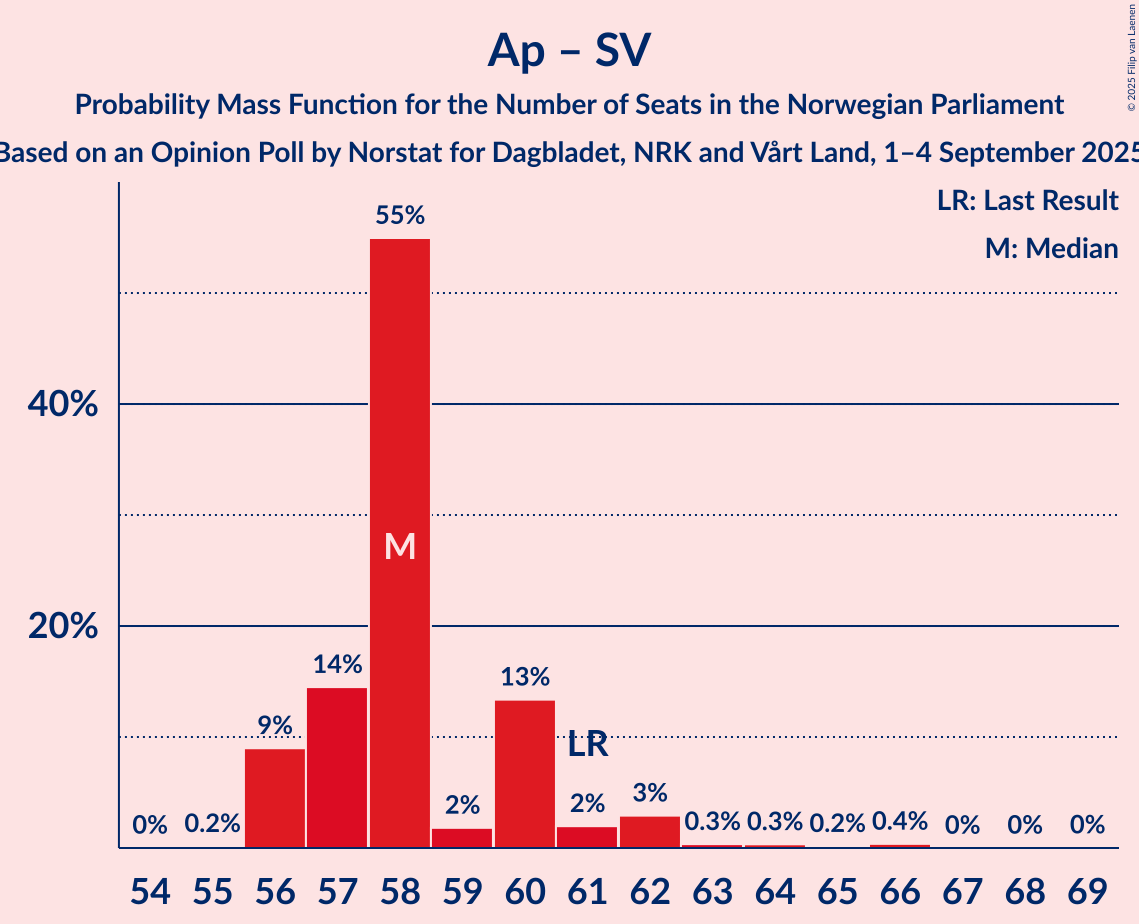 © 2025 Filip van Laenen
Ap – SV
Probability Mass Function for the Number of Seats in the Norwegian Parliament
Based on an Opinion Poll by Norstat for Dagbladet, NRK and Vårt Land, 1–4 September 2025
LR: Last Result
M: Median
55%
40%
M
20%
14%
13%
9%
LR
2%
2%
3%
0%
0.2%
0.3%
0.3%
0.2%
0.4%
0%
0%
0%
54 55 56 57 58 59 60 61 62 63 64 65 66 67 68 69